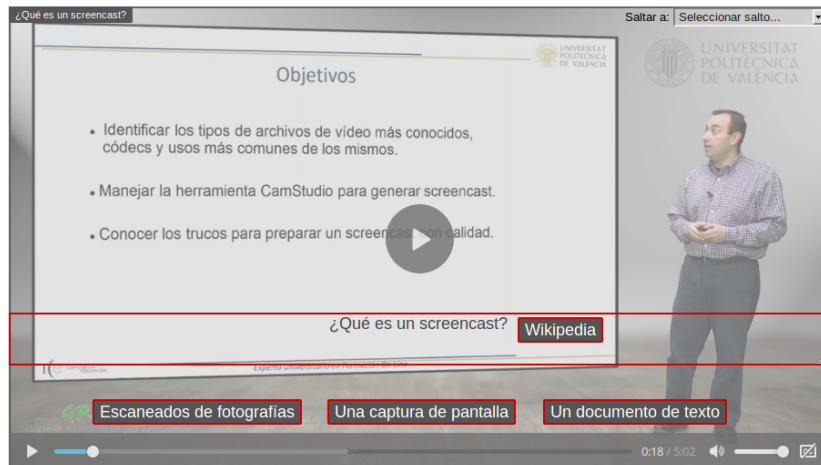 ¿Qué es un screencast?
Saltar a: Seleccionar salto...
UNIVERSITAT
POLITÈCNICA
DE VALÈNCIA
UNIVERSITAT
POLITÈCNICA
DE VALÈNCIA
Objetivos
• Identificar los tipos de archivos de vídeo más conocidos,
códecs y usos más comunes de los mismos.
• Manejar la herramienta CamStudio para generar screencast.
• Conocer los trucos para preparar un screencast con calidad.
¿Qué es un screencast? Wikipedia
Experto Universitario en Formación On Line
Escaneados de fotografías Una captura de pantalla Un documento de texto
0:18 / 5:02